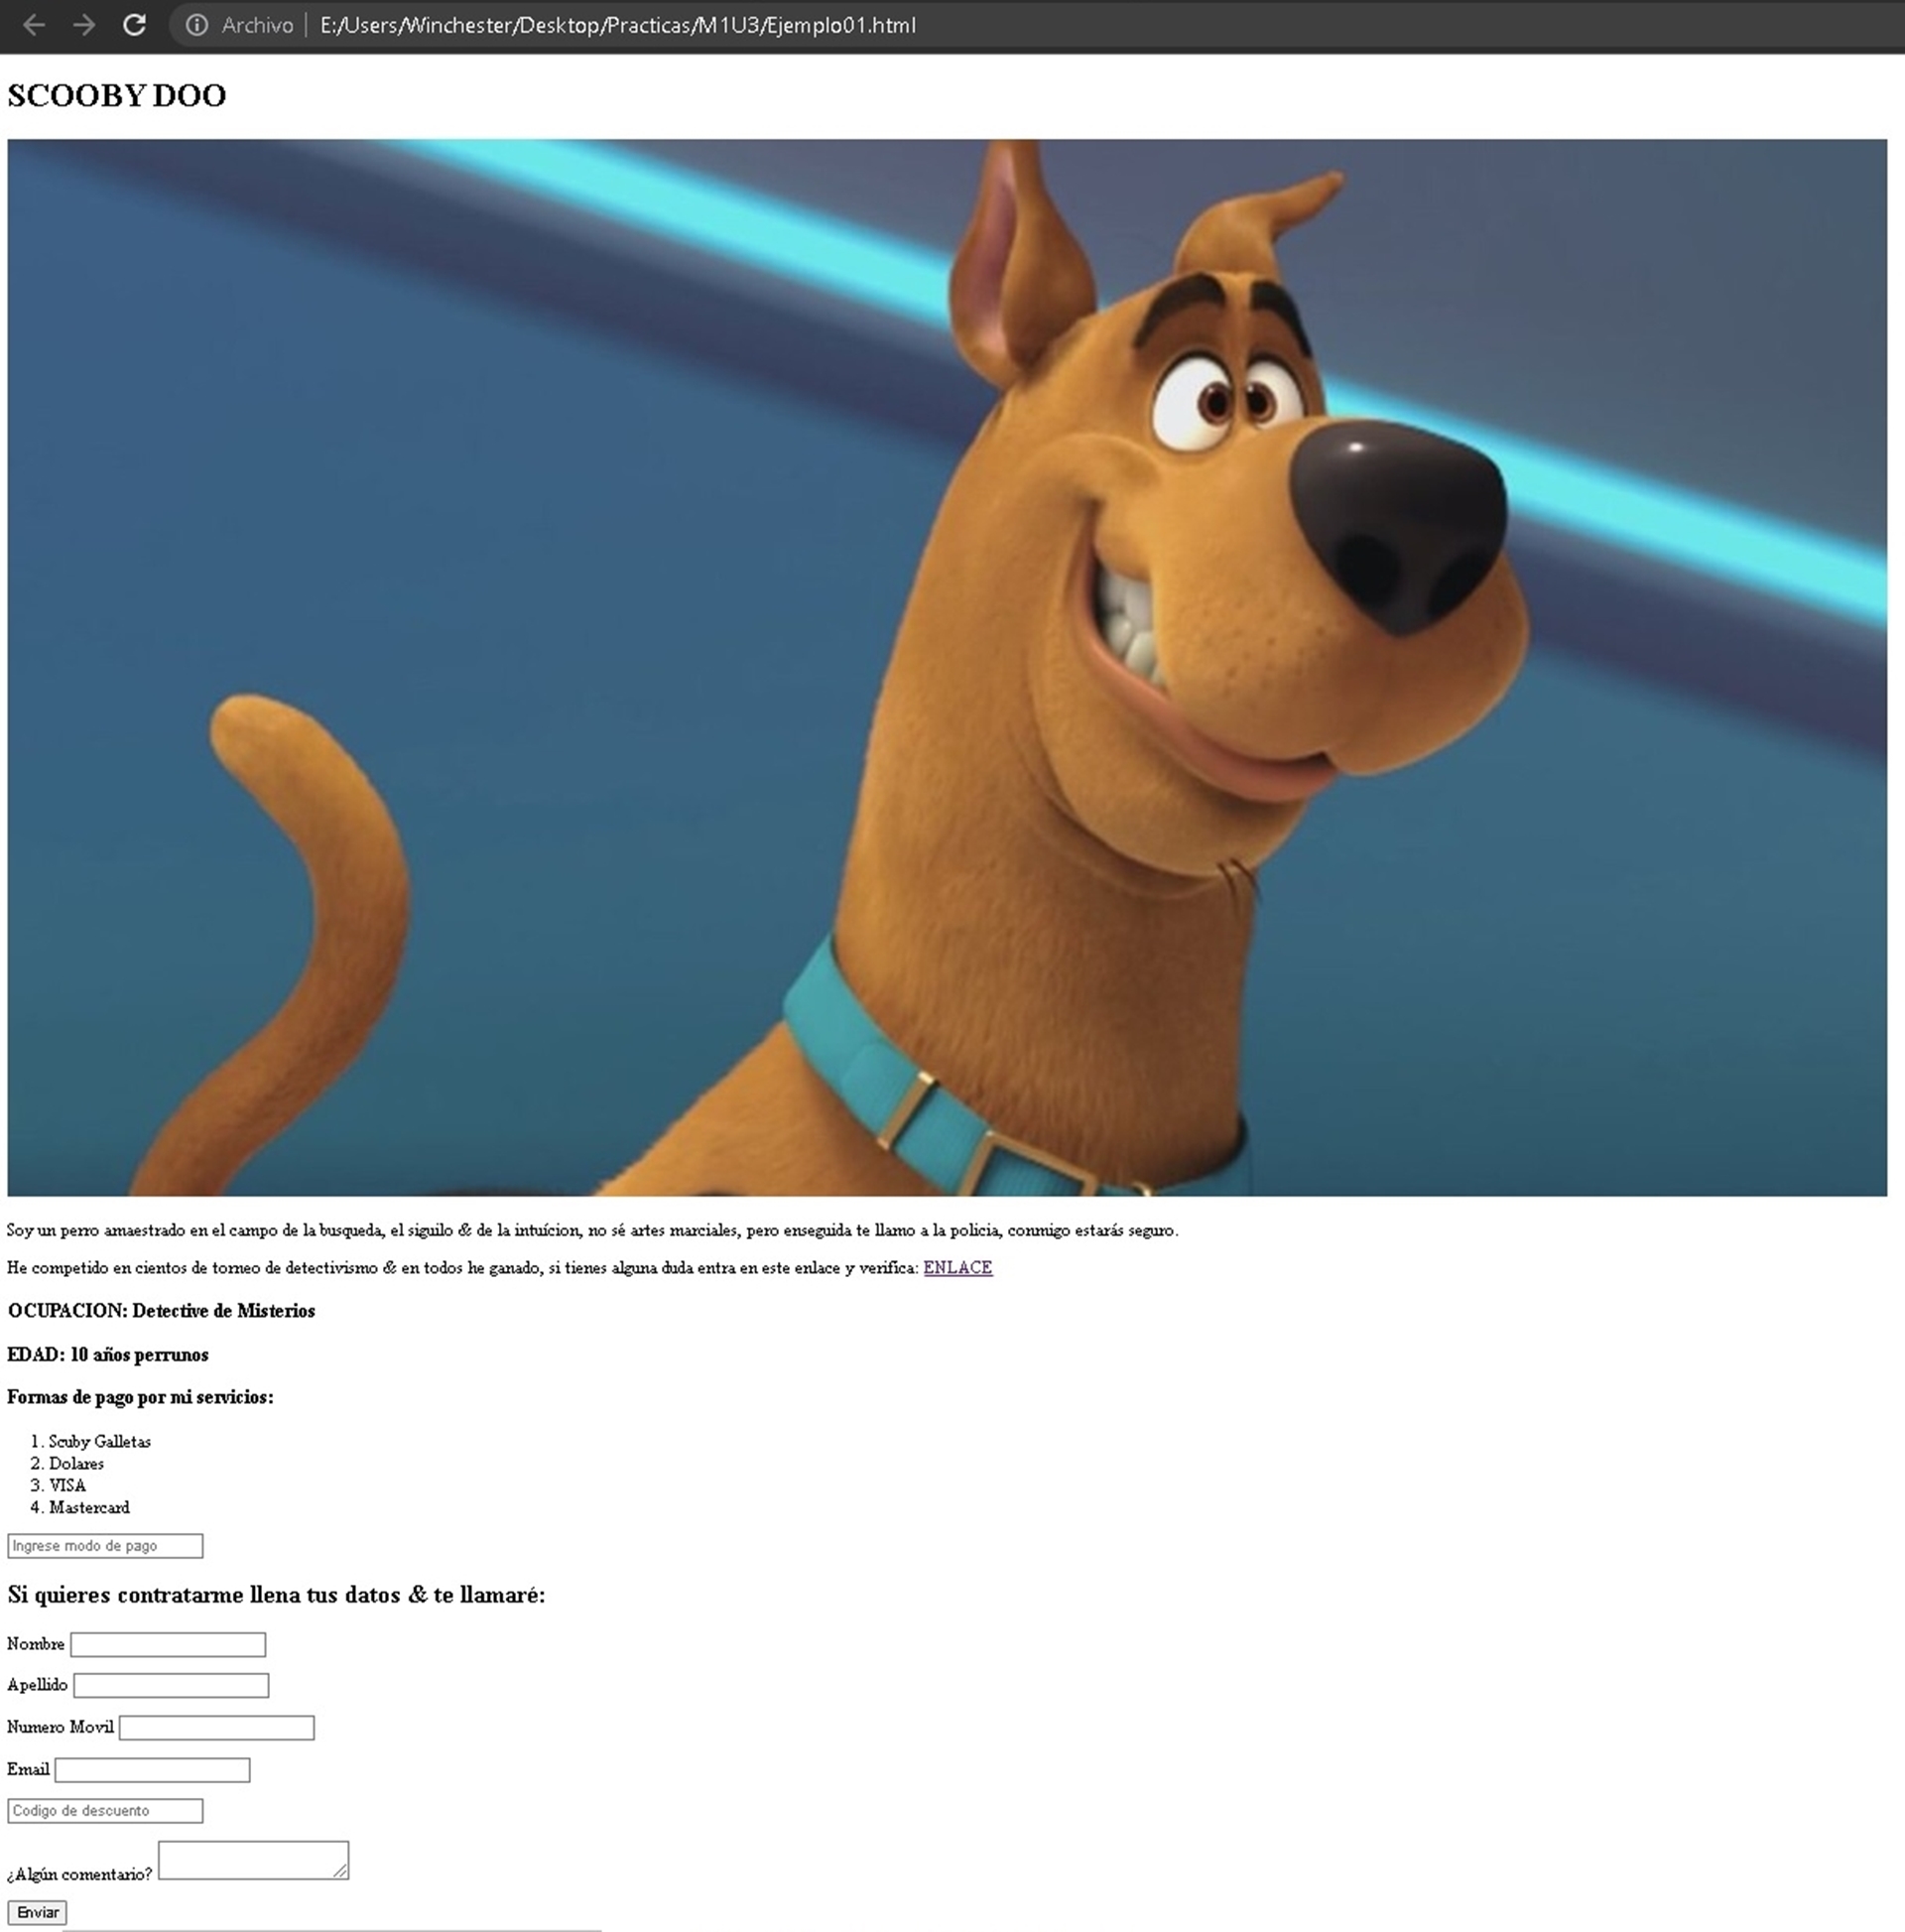 Archivo | E:/Users/Winchester/Desktop/Practicas/M1U3/Ejemplo01.html
SCOOBY DOO
Soy un perro amaestrado en el campo de la busqueda, el siguilo & de la intuícion, no sé artes marciales, pero enseguida te llamo a la policia, conmigo estarás seguro.
He competido en cientos de torneo de detectivismo & en todos he ganado, si tienes alguna duda entra en este enlace y verifica: ENLACE
OCUPACION: Detective de Misterios
EDAD: 10 años perrunos
Formas de pago por mi servicios:
1. Scuby Galletas
2. Dolares
3. VISA
4. Mastercard
Ingrese modo de pago
Si quieres contratarme llena tus datos & te llamaré:
Nombre
Apellido
Numero Movil
Email
Codigo de descuento
¿Algún comentario?
Enviar